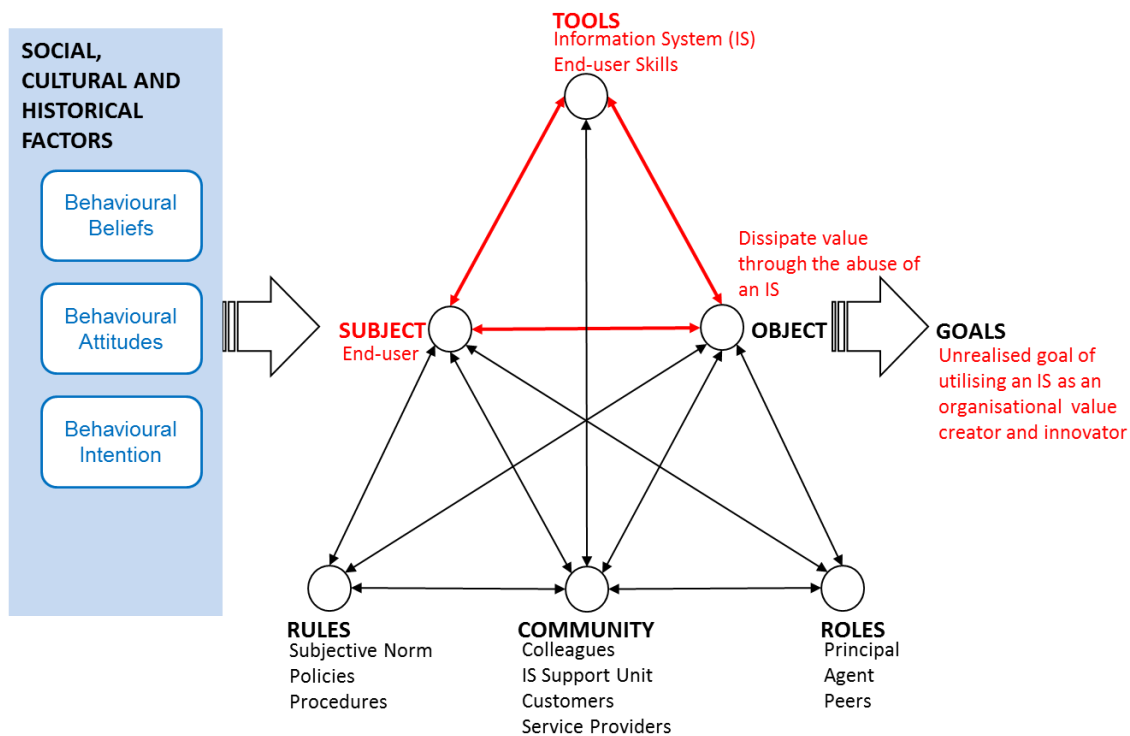 SOCIAL,
CULTURAL AND
HISTORICAL
FACTORS
Behavioural
Beliefs
Behavioural
Attitudes
Behavioural
Intention
TOOLS
Information System (IS)
End-user Skills
SUBJECT
End-user
Dissipate value
through the abuse of
an IS
OBJECT
GOALS
Unrealised goal of
utilising an IS as an
organisational value
creator and innovator
RULES
Subjective Norm
Policies
Procedures
COMMUNITY
Colleagues
IS Support Unit
Customers
Service Providers
ROLES
Principal
Agent
Peers